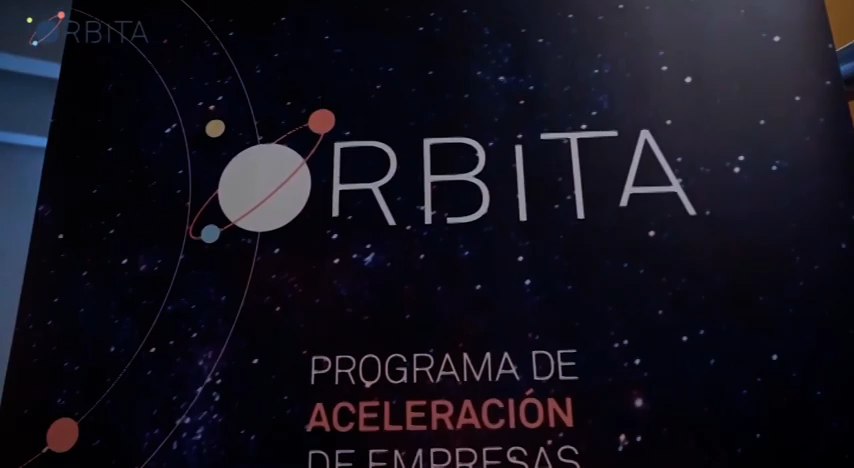 ORBITA
ORBITA
PROGRAMA DE
ACELERACIÓN
DE EMPRESAS